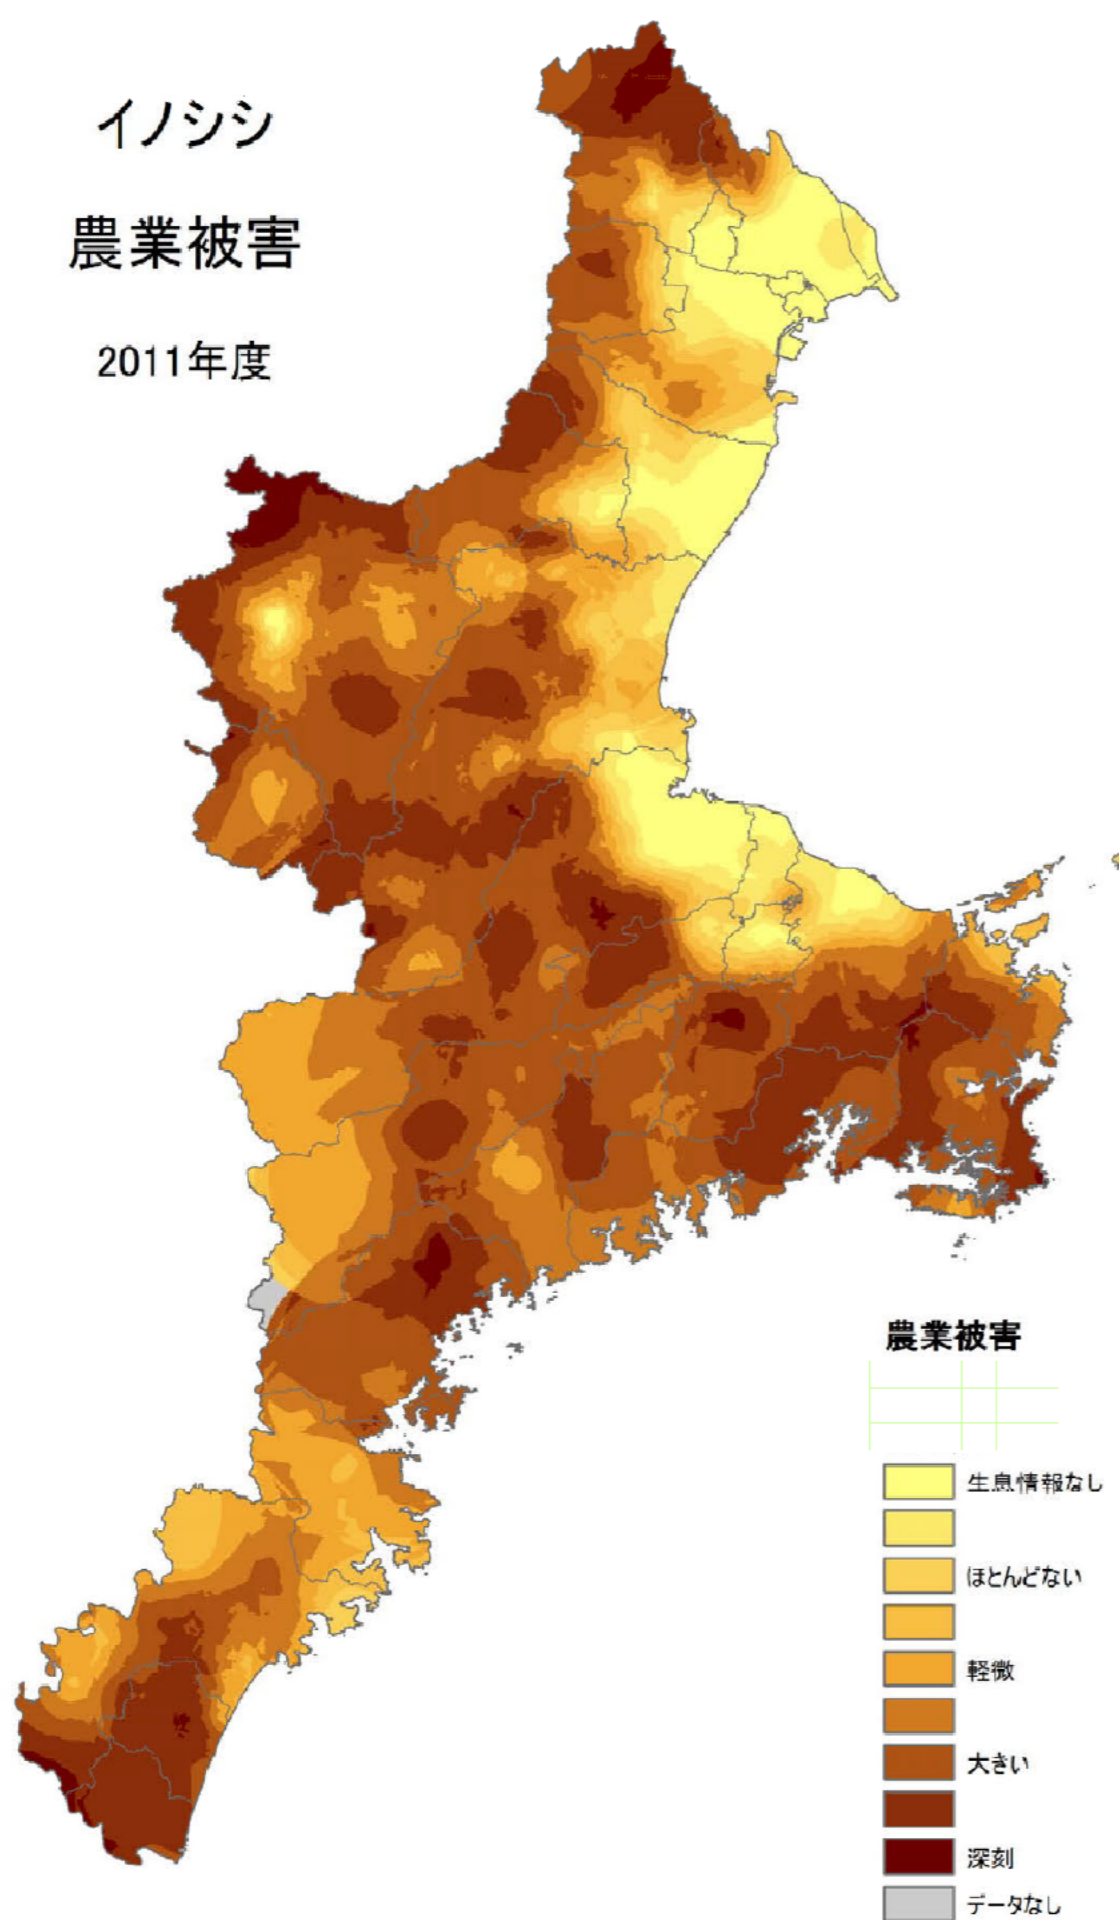 イノシシ
農業被害
2011年度
農業被害
生息情報なし
ほとんどない
軽微
大きい
深刻
データなし